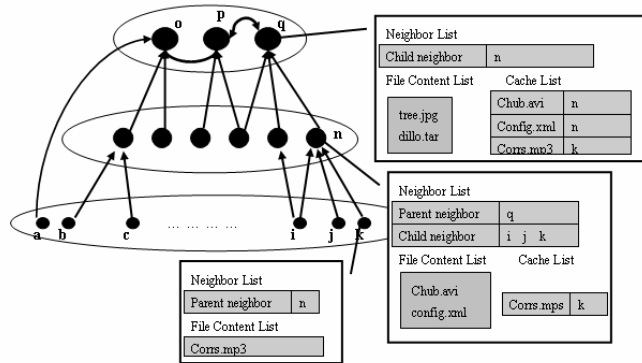 o p q
Neighbor List
Child neighbor n
File Content List Cache List
tree.jpg
dillo.tar
Chub.avi n
Config.xml n
Corrs.mp3 k
n
Neighbor List
Parent neighbor q
Child neighbor i j k
File Content List Cache List
Chub.avi
config.xml
Corrs.mps k
a b c ... ... ... ... i j k
Neighbor List
Parent neighbor n
File Content List
Corrs.mp3